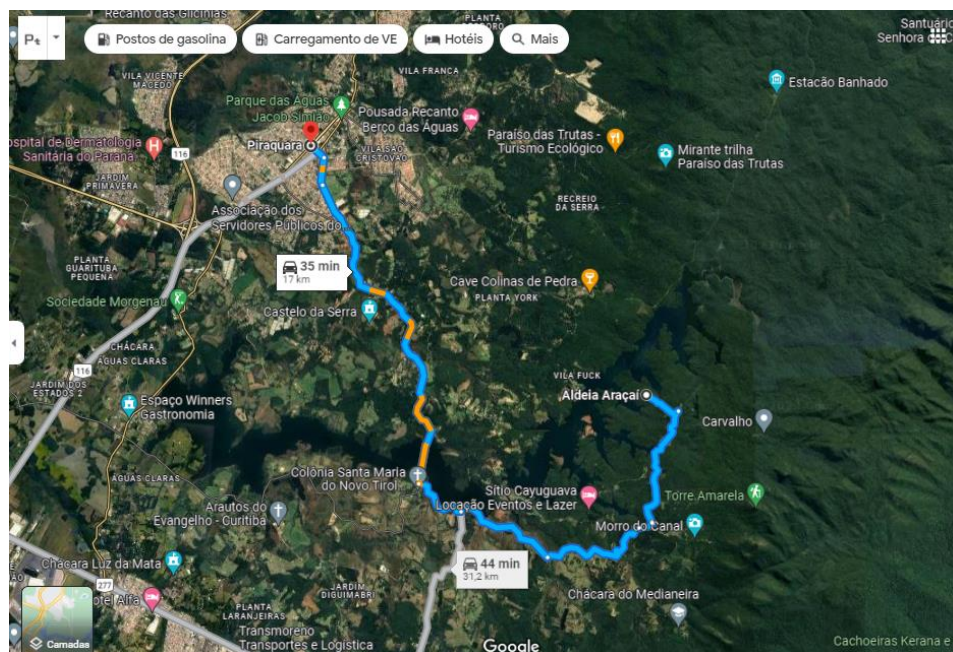 Recanto das Glicínias
Postos de gasolina
Carregamento de VE
Hotéis
Mais
PLANTA
Santuário
Senhora
VILA VICENTE
MACEDO
VILA FRANCA
Estacão Banhado
Parque das Águas
Jacob Simião
Pousada Recanto
Berço das Águas
Paraíso das Trutas -
Turismo Ecológico
Hospital de Dermatologia
Sanitária do Paraná
116
Piraquara
VILA SÃO
CRISTOVÃO
Mirante trilha
Paraíso das Trutas
JARDIM
PRIMAVERA
Associação dos
Servidores Públicos do...
RECREIO
DA SERRA
PLANTA
GUARITUBA
PEQUENA
35 min
17 km
Cave Colinas de Pedra
PLANTA YORK
Sociedade Morgenau
Castelo da Serra
CHÁCARA
ÁGUAS CLARAS
116
JARDIM DOS
ESTADOS 2
VILA FUCK
Aldeia Araçaí
Espaço Winners
Gastronomia
Carvalho
Colônia Santa Maria
do Novo Tirol...
ÁGUAS CLARAS
Sítio Cayuguava
Locação Eventos e Lazer
Torre Amarela
Arautos do
Evangelho - Curitiba
Morro do Canal
Chácara Luz da Mata
44 min
31,2 km
277
Hotel Alfa
JARDIM
DIGUIMABRI
Chácara do Medianeira
PLANTA
LARANJEIRAS
Camadas
Transmoreno
Transportes e Logística
Google
Cachoeiras Kerana e